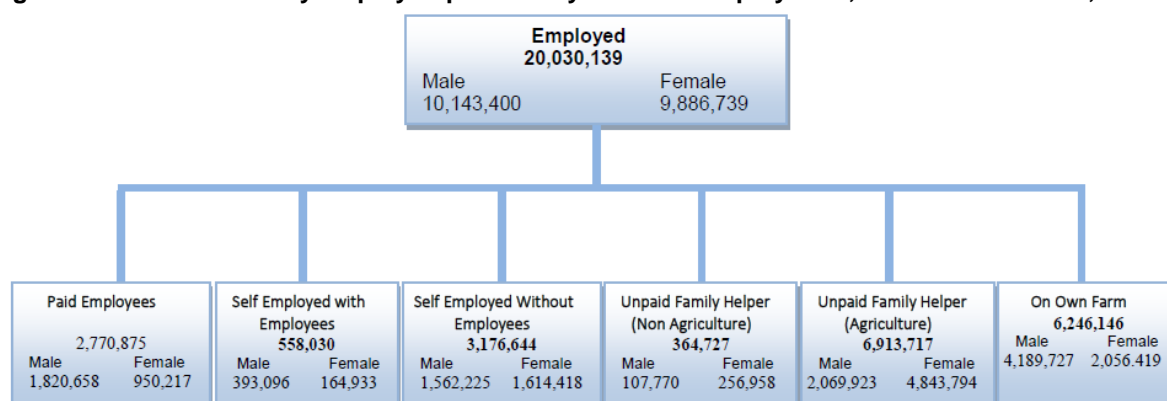 Employed
20,030,139
Male Female
10,143,400 9,886,739
Paid Employees
2,770,875
Male Female
1,820,658 950,217
Self Employed with
Employees
558,030
Male Female
393,096 164,933
Self Employed Without
Employees
3,176,644
Male Female
1,562,225 1,614,418
Unpaid Family Helper
(Non Agriculture)
364,727
Male Female
107,770 256,958
Unpaid Family Helper
(Agriculture)
6,913,717
Male Female
2,069,923 4,843,794
On Own Farm
6,246,146
Male Female
4,189,727 2,056.419